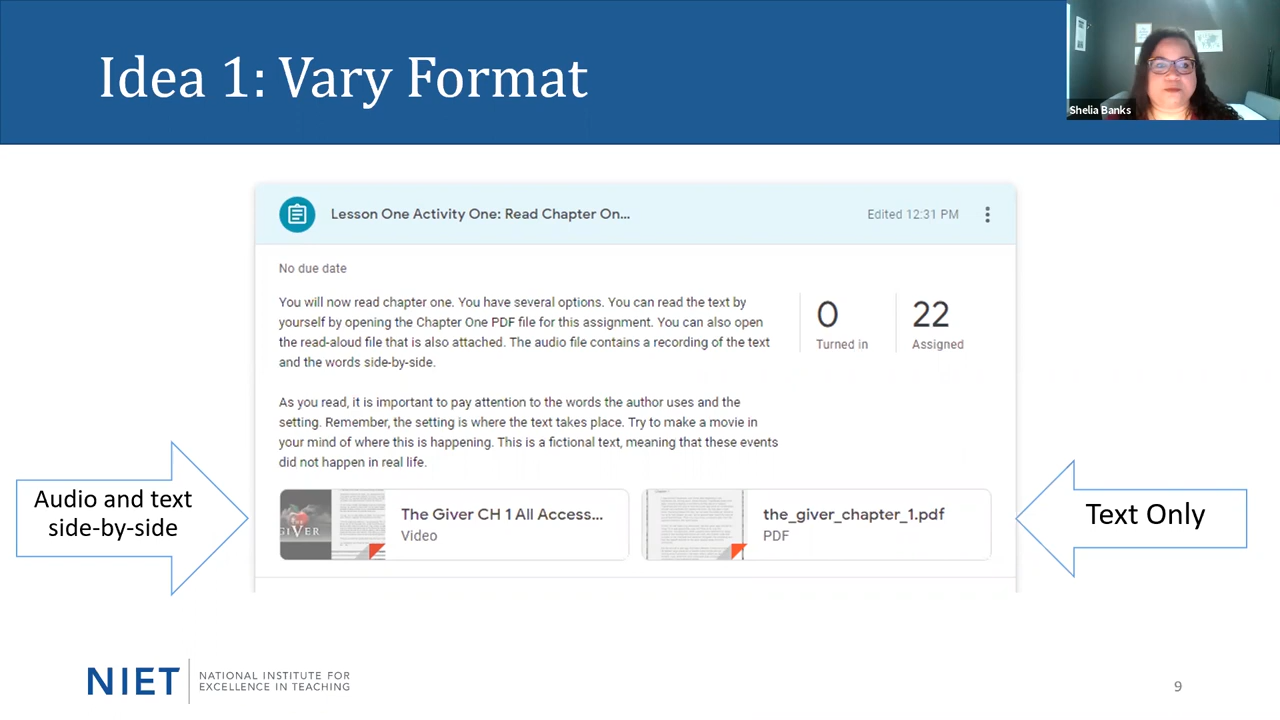 Idea 1: Vary Format
Shelia Banks
Lesson One Activity One: Read Chapter On...
Edited 12:31 PM
No due date
You will now read chapter one. You have several options. You can read the text by
yourself by opening the Chapter One PDF file for this assignment. You can also open
the read-aloud file that is also attached. The audio file contains a recording of the text
and the words side-by-side.
0
Turned in
22
Assigned
As you read, it is important to pay attention to the words the author uses and the
setting. Remember, the setting is where the text takes place. Try to make a movie in
your mind of where this is happening. This is a fictional text, meaning that these events
did not happen in real life.
Audio and text
side-by-side
GIVER
The Giver CH 1 All Access...
Video
the_giver_chapter_1.pdf
PDF
Text Only
NIET
NATIONAL INSTITUTE FOR
EXCELLENCE IN TEACHING
9